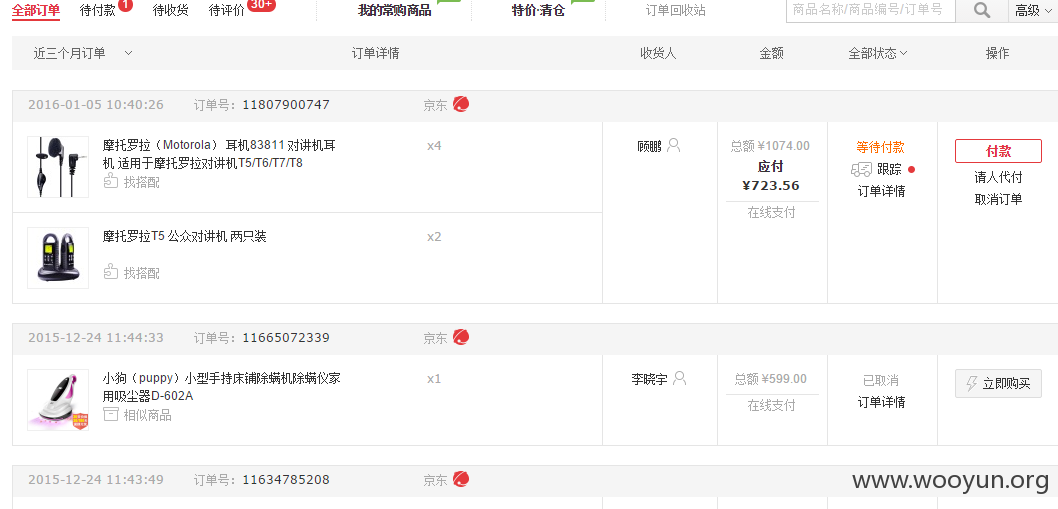 全部订单 待付款 1 待收货 待评价 30+ 我的常购商品 特价·清仓 订单回收站 商品名称/商品编号/订单号 高级
近三个月订单 订单详情 收货人 金额 全部状态 操作
2016-01-05 10:40:26 订单号：11807900747 京东
摩托罗拉（Motorola） 耳机83811 对讲机耳
机 适用于摩托罗拉对讲机T5/T6/T7/T8
找搭配
x4
顾鹏
总额 ¥1074.00
应付
¥723.56
在线支付
等待付款
跟踪
订单详情
付款
请人代付
取消订单
摩托罗拉T5 公众对讲机 两只装
找搭配
x2
2015-12-24 11:44:33 订单号：11665072339 京东
小狗（puppy）小型手持床铺除螨机除螨仪家
用吸尘器D-602A
相似商品
x1
李晓宇
总额 ¥599.00
在线支付
已取消
订单详情
立即购买
2015-12-24 11:43:49 订单号：11634785208 京东
www.wooyun.org